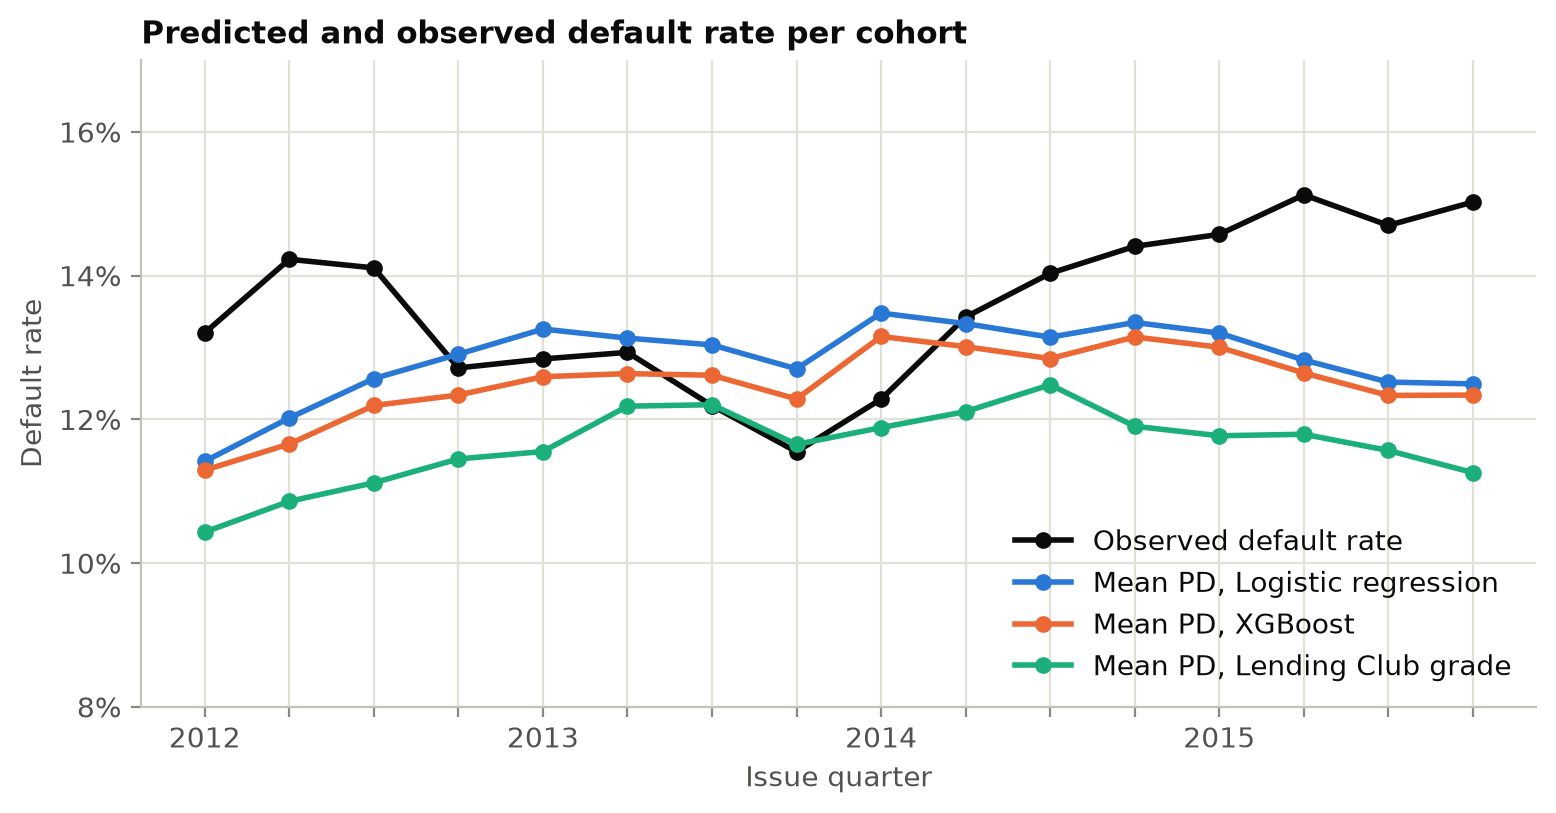 Predicted and observed default rate per cohort
16%
14%
12%
10%
8%
Default rate
2012 2013 2014 2015
Issue quarter
Observed default rate
Mean PD, Logistic regression
Mean PD, XGBoost
Mean PD, Lending Club grade